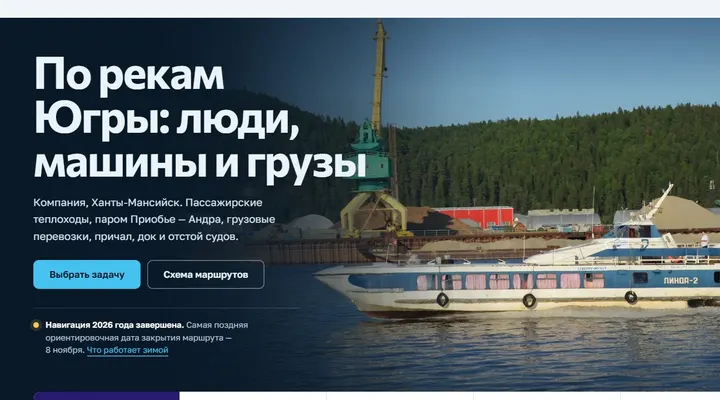 По рекам
Югры: люди,
машины и грузы
Компания, Ханты-Мансийск. Пассажирские
теплоходы, паром Приобье — Андра, грузовые
перевозки, причал, док и отстой судов.
Выбрать задачу
Схема маршрутов
Навигация 2026 года завершена. Самая поздняя
ориентировочная дата закрытия маршрута —
8 ноября. Что работает зимой
ЛИНДА-2